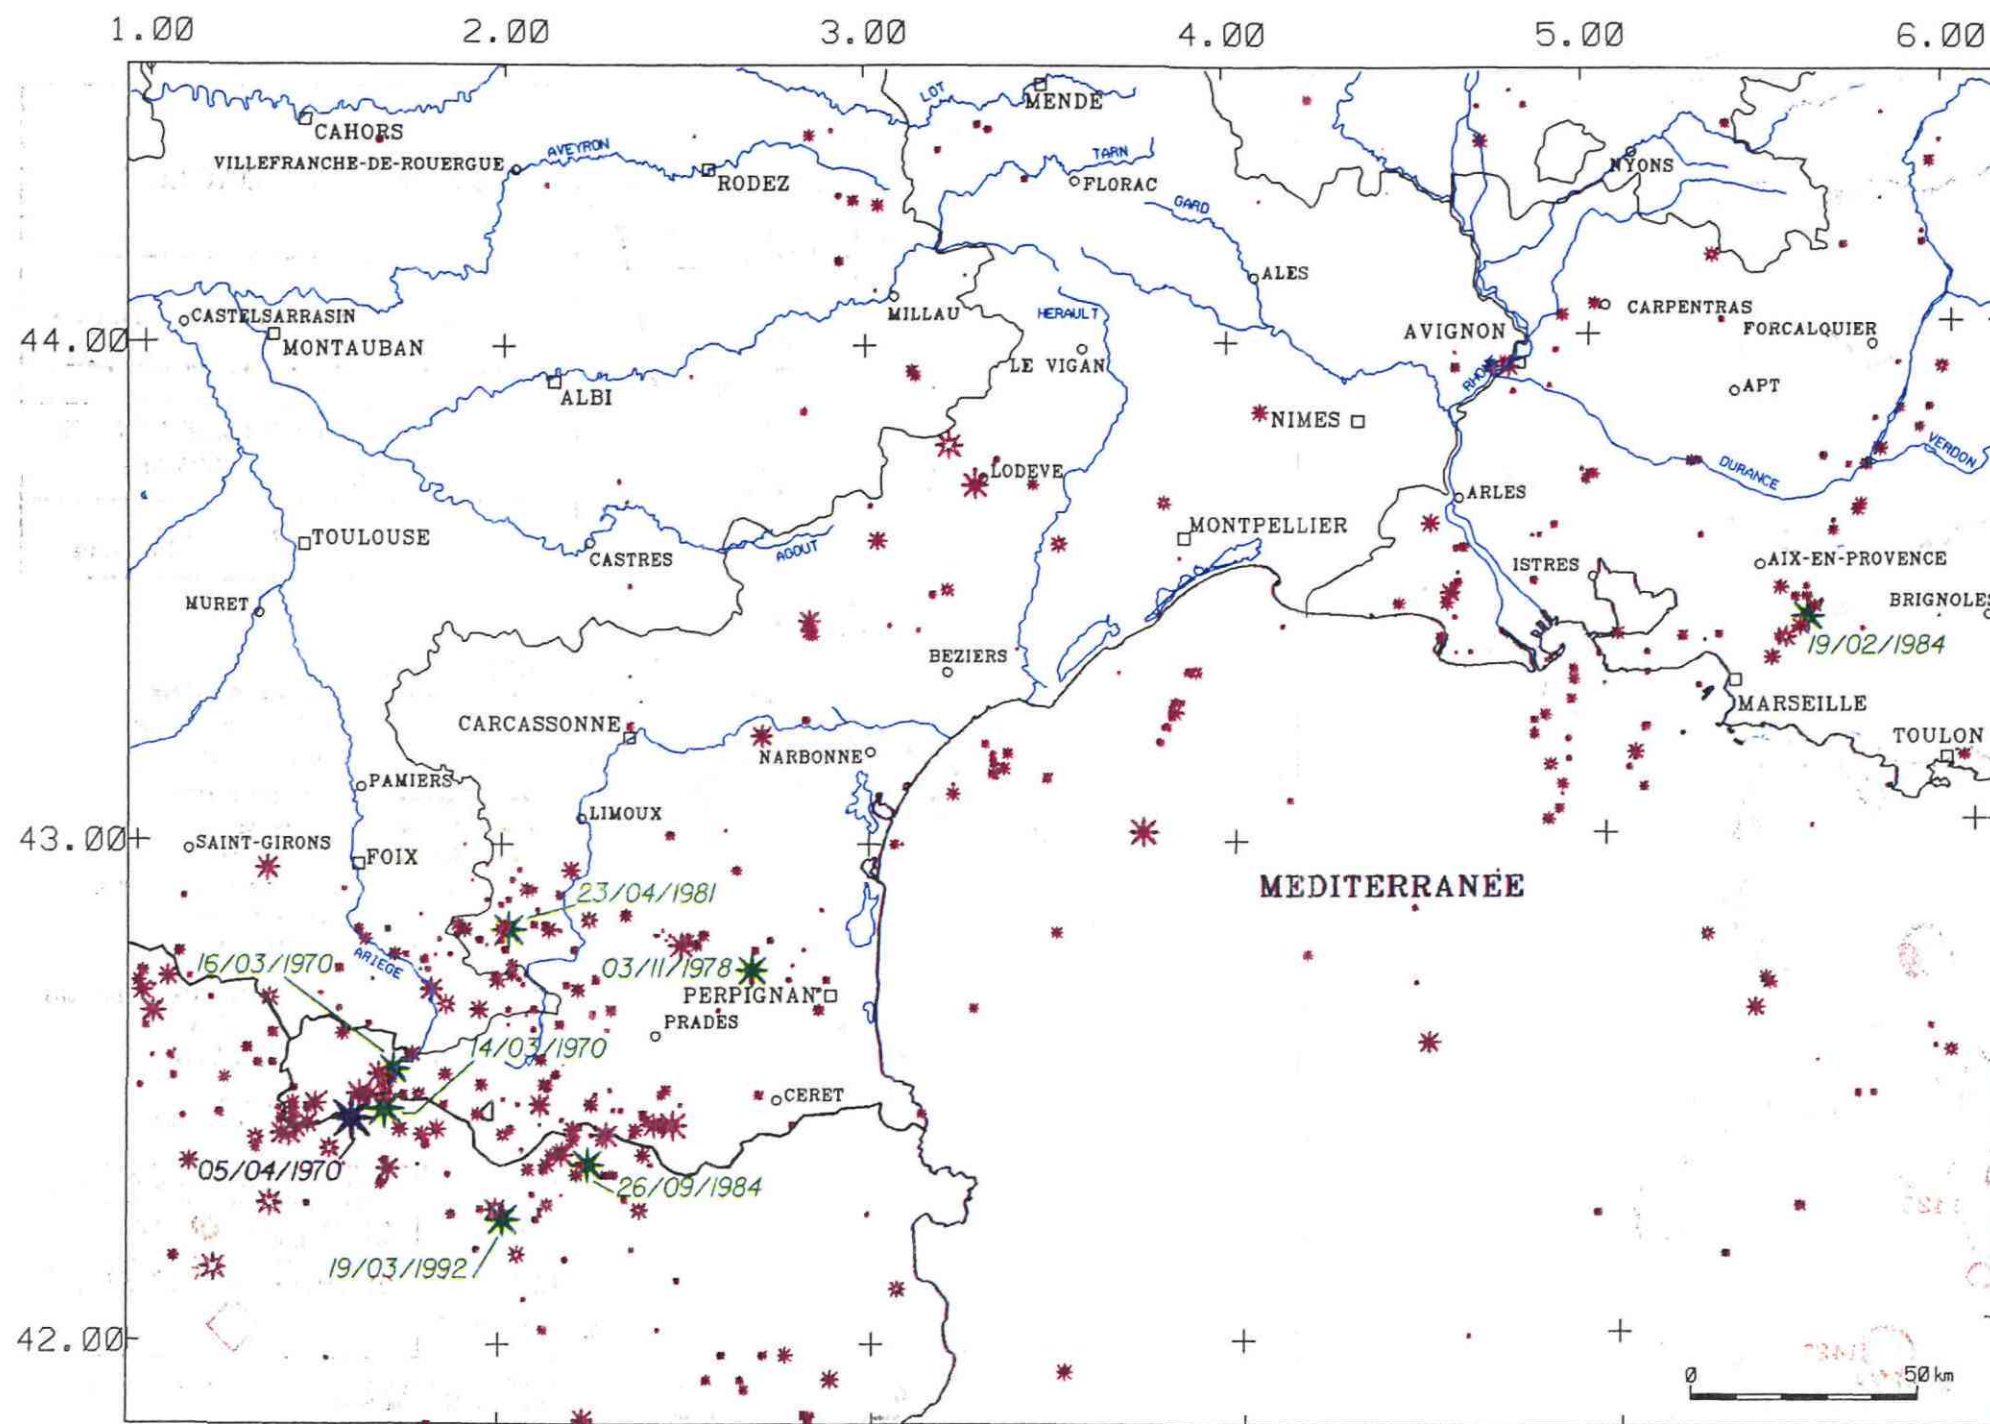 1.00 2.00 3.00 4.00 5.00 6.00
LOT
MENDE
CAHORS
AVEYRON
VILLEFRANCHE-DE-ROUERGUE
TARN
NYONS
RODEZ
FLORAC
GARD
ALES
CASTELSARRASIN
MILLAU
HERAULT
CARPENTRAS
AVIGNON
FORCALQUIER
44.00
MONTAUBAN
LE VIGAN
RHONE
APT
ALBI
NIMES
LODEVE
DURANCE
VERDON
ARLES
TOULOUSE
MONTPELLIER
AGOUT
CASTRES
ISTRES
AIX-EN-PROVENCE
MURET
BRIGNOLES
19/02/1984
BEZIERS
MARSEILLE
CARCASSONNE
NARBONNE
TOULON
PAMIERS
LIMOUX
43.00
SAINT-GIRONS
FOIX
MEDITERRANÉE
23/04/1981
16/03/1970
ARIEGE
03/11/1978
PERPIGNAN
PRADES
14/03/1970
CERET
05/04/1970
26/09/1984
19/03/1992
42.00
0 50 km